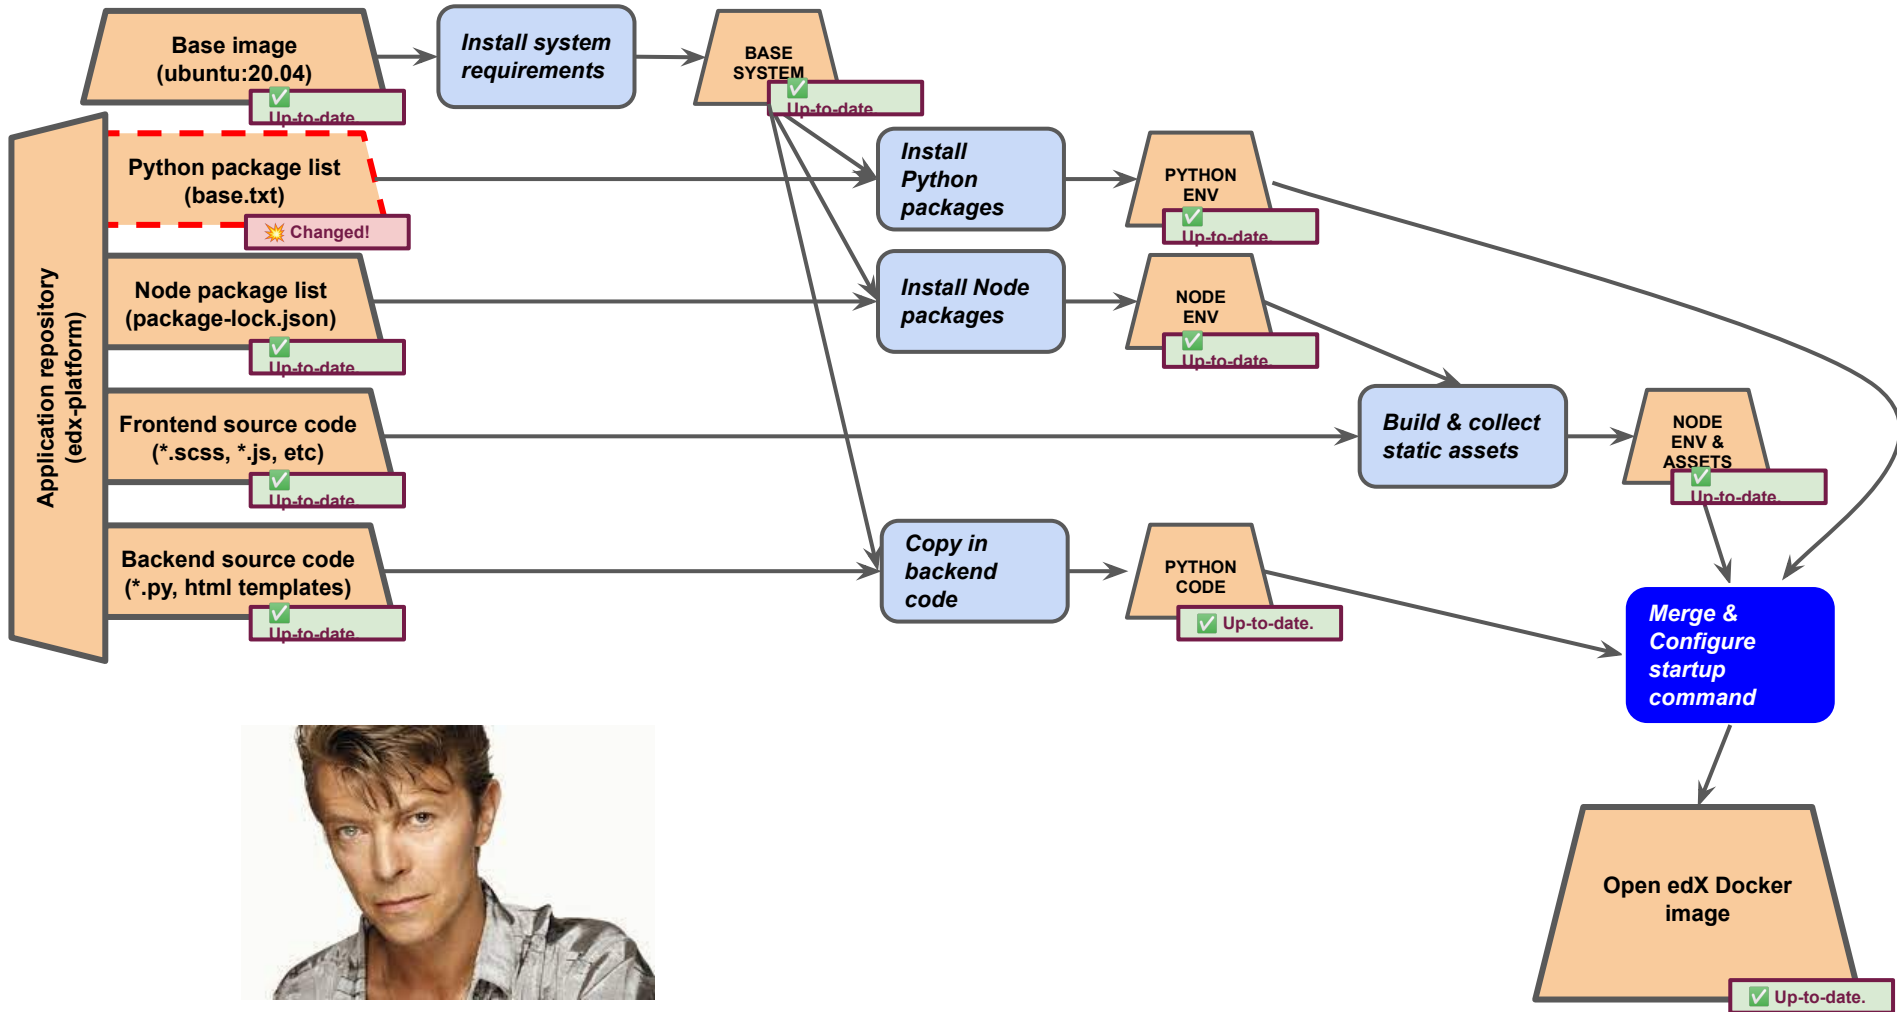 Base image
(ubuntu:20.04)
✅
Up-to-date.
Install system
requirements
BASE
SYSTEM
✅
Up-to-date.
Application repository
(edx-platform)
Python package list
(base.txt)
💥 Changed!
Install
Python
packages
PYTHON
ENV
✅
Up-to-date.
Node package list
(package-lock.json)
✅
Up-to-date.
Install Node
packages
NODE
ENV
✅
Up-to-date.
Frontend source code
(*.scss, *.js, etc)
✅
Up-to-date.
Build & collect
static assets
NODE
ENV &
ASSETS
✅
Up-to-date.
Backend source code
(*.py, html templates)
✅
Up-to-date.
Copy in
backend
code
PYTHON
CODE
✅ Up-to-date.
Merge &
Configure
startup
command
Open edX Docker
image
✅ Up-to-date.